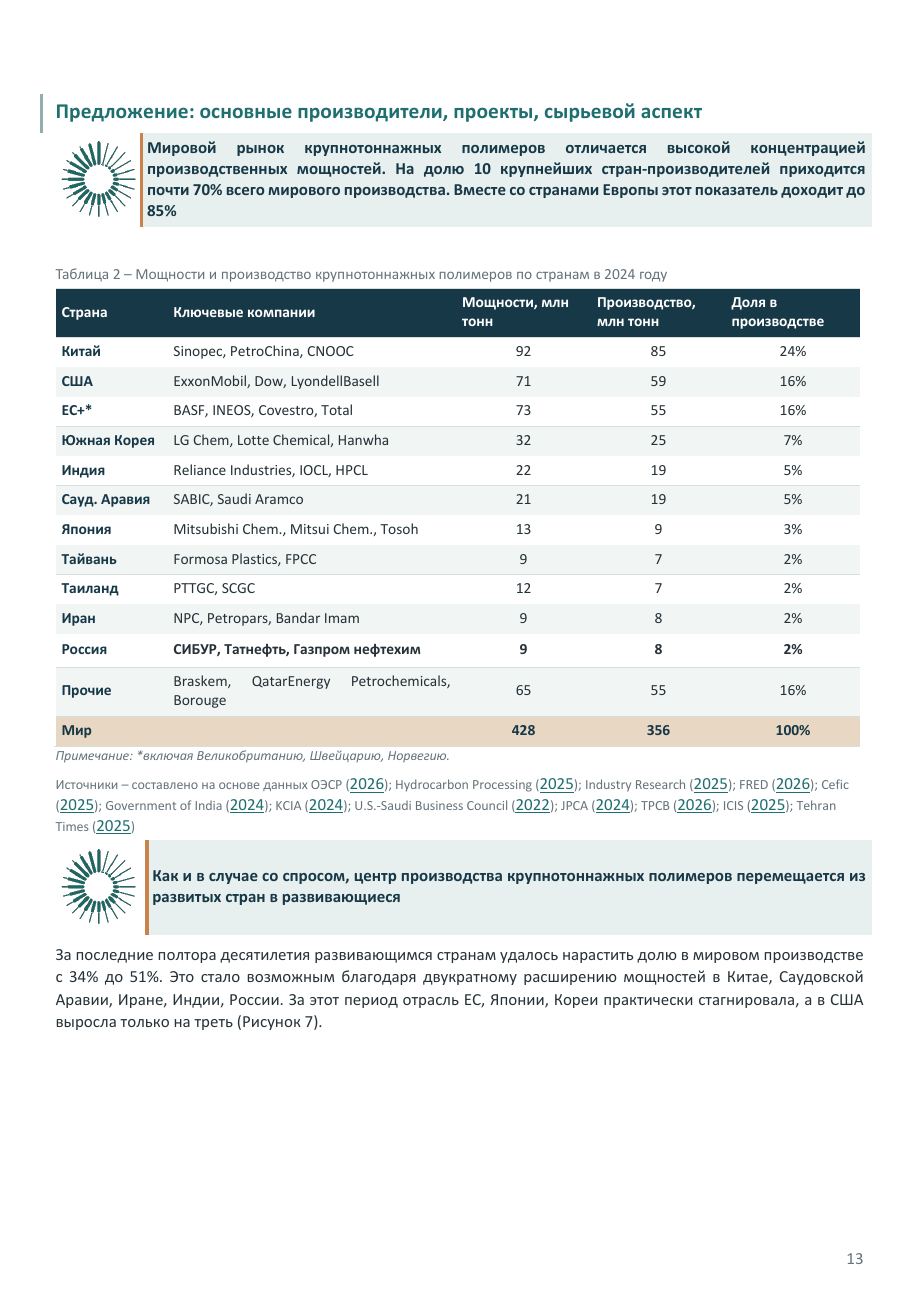 Предложение: основные производители, проекты, сырьевой аспект
Мировой рынок крупнотоннажных полимеров отличается высокой концентрацией
производственных мощностей. На долю 10 крупнейших стран-производителей приходится
почти 70% всего мирового производства. Вместе со странами Европы этот показатель доходит до
85%
Таблица 2 – Мощности и производство крупнотоннажных полимеров по странам в 2024 году
Страна Ключевые компании Мощности, млн тонн Производство, млн тонн Доля в производстве
Китай Sinopec, PetroChina, CNOOC 92 85 24%
США ExxonMobil, Dow, LyondellBasell 71 59 16%
ЕС+* BASF, INEOS, Covestro, Total 73 55 16%
Южная Корея LG Chem, Lotte Chemical, Hanwha 32 25 7%
Индия Reliance Industries, IOCL, HPCL 22 19 5%
Сауд. Аравия SABIC, Saudi Aramco 21 19 5%
Япония Mitsubishi Chem., Mitsui Chem., Tosoh 13 9 3%
Тайвань Formosa Plastics, FPCC 9 7 2%
Таиланд PTTGC, SCGC 12 7 2%
Иран NPC, Petropars, Bandar Imam 9 8 2%
Россия СИБУР, Татнефть, Газпром нефтехим 9 8 2%
Прочие Braskem, QatarEnergy Petrochemicals, Borouge 65 55 16%
Мир 428 356 100%
Примечание: *включая Великобританию, Швейцарию, Норвегию.
Источники – составлено на основе данных ОЭСР (2026); Hydrocarbon Processing (2025); Industry Research (2025); FRED (2026); Cefic
(2025); Government of India (2024); KCIA (2024); U.S.-Saudi Business Council (2022); JPCA (2024); TPCB (2026); ICIS (2025); Tehran
Times (2025)
Как и в случае со спросом, центр производства крупнотоннажных полимеров перемещается из
развитых стран в развивающиеся
За последние полтора десятилетия развивающимся странам удалось нарастить долю в мировом производстве
с 34% до 51%. Это стало возможным благодаря двукратному расширению мощностей в Китае, Саудовской
Аравии, Иране, Индии, России. За этот период отрасль ЕС, Японии, Кореи практически стагнировала, а в США
выросла только на треть (Рисунок 7).
13